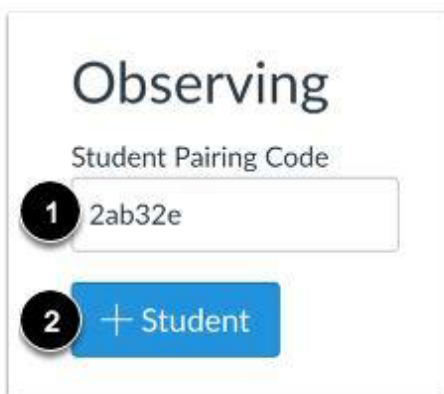 Observing
Student Pairing Code
1 2ab32e
2 + Student